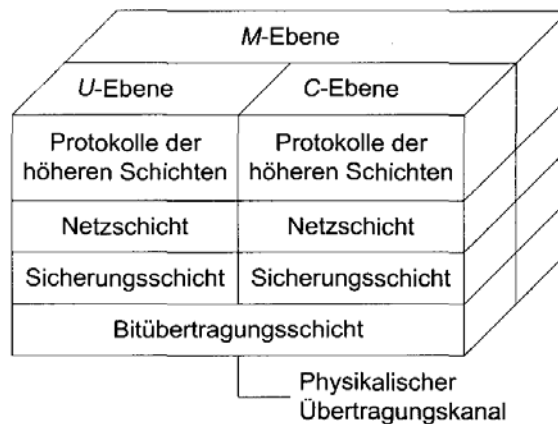 M-Ebene
U-Ebene
C-Ebene
Protokolle der
höheren Schichten
Protokolle der
höheren Schichten
Netzschicht
Netzschicht
Sicherungsschicht
Sicherungsschicht
Bitübertragungsschicht
Physikalischer
Übertragungskanal